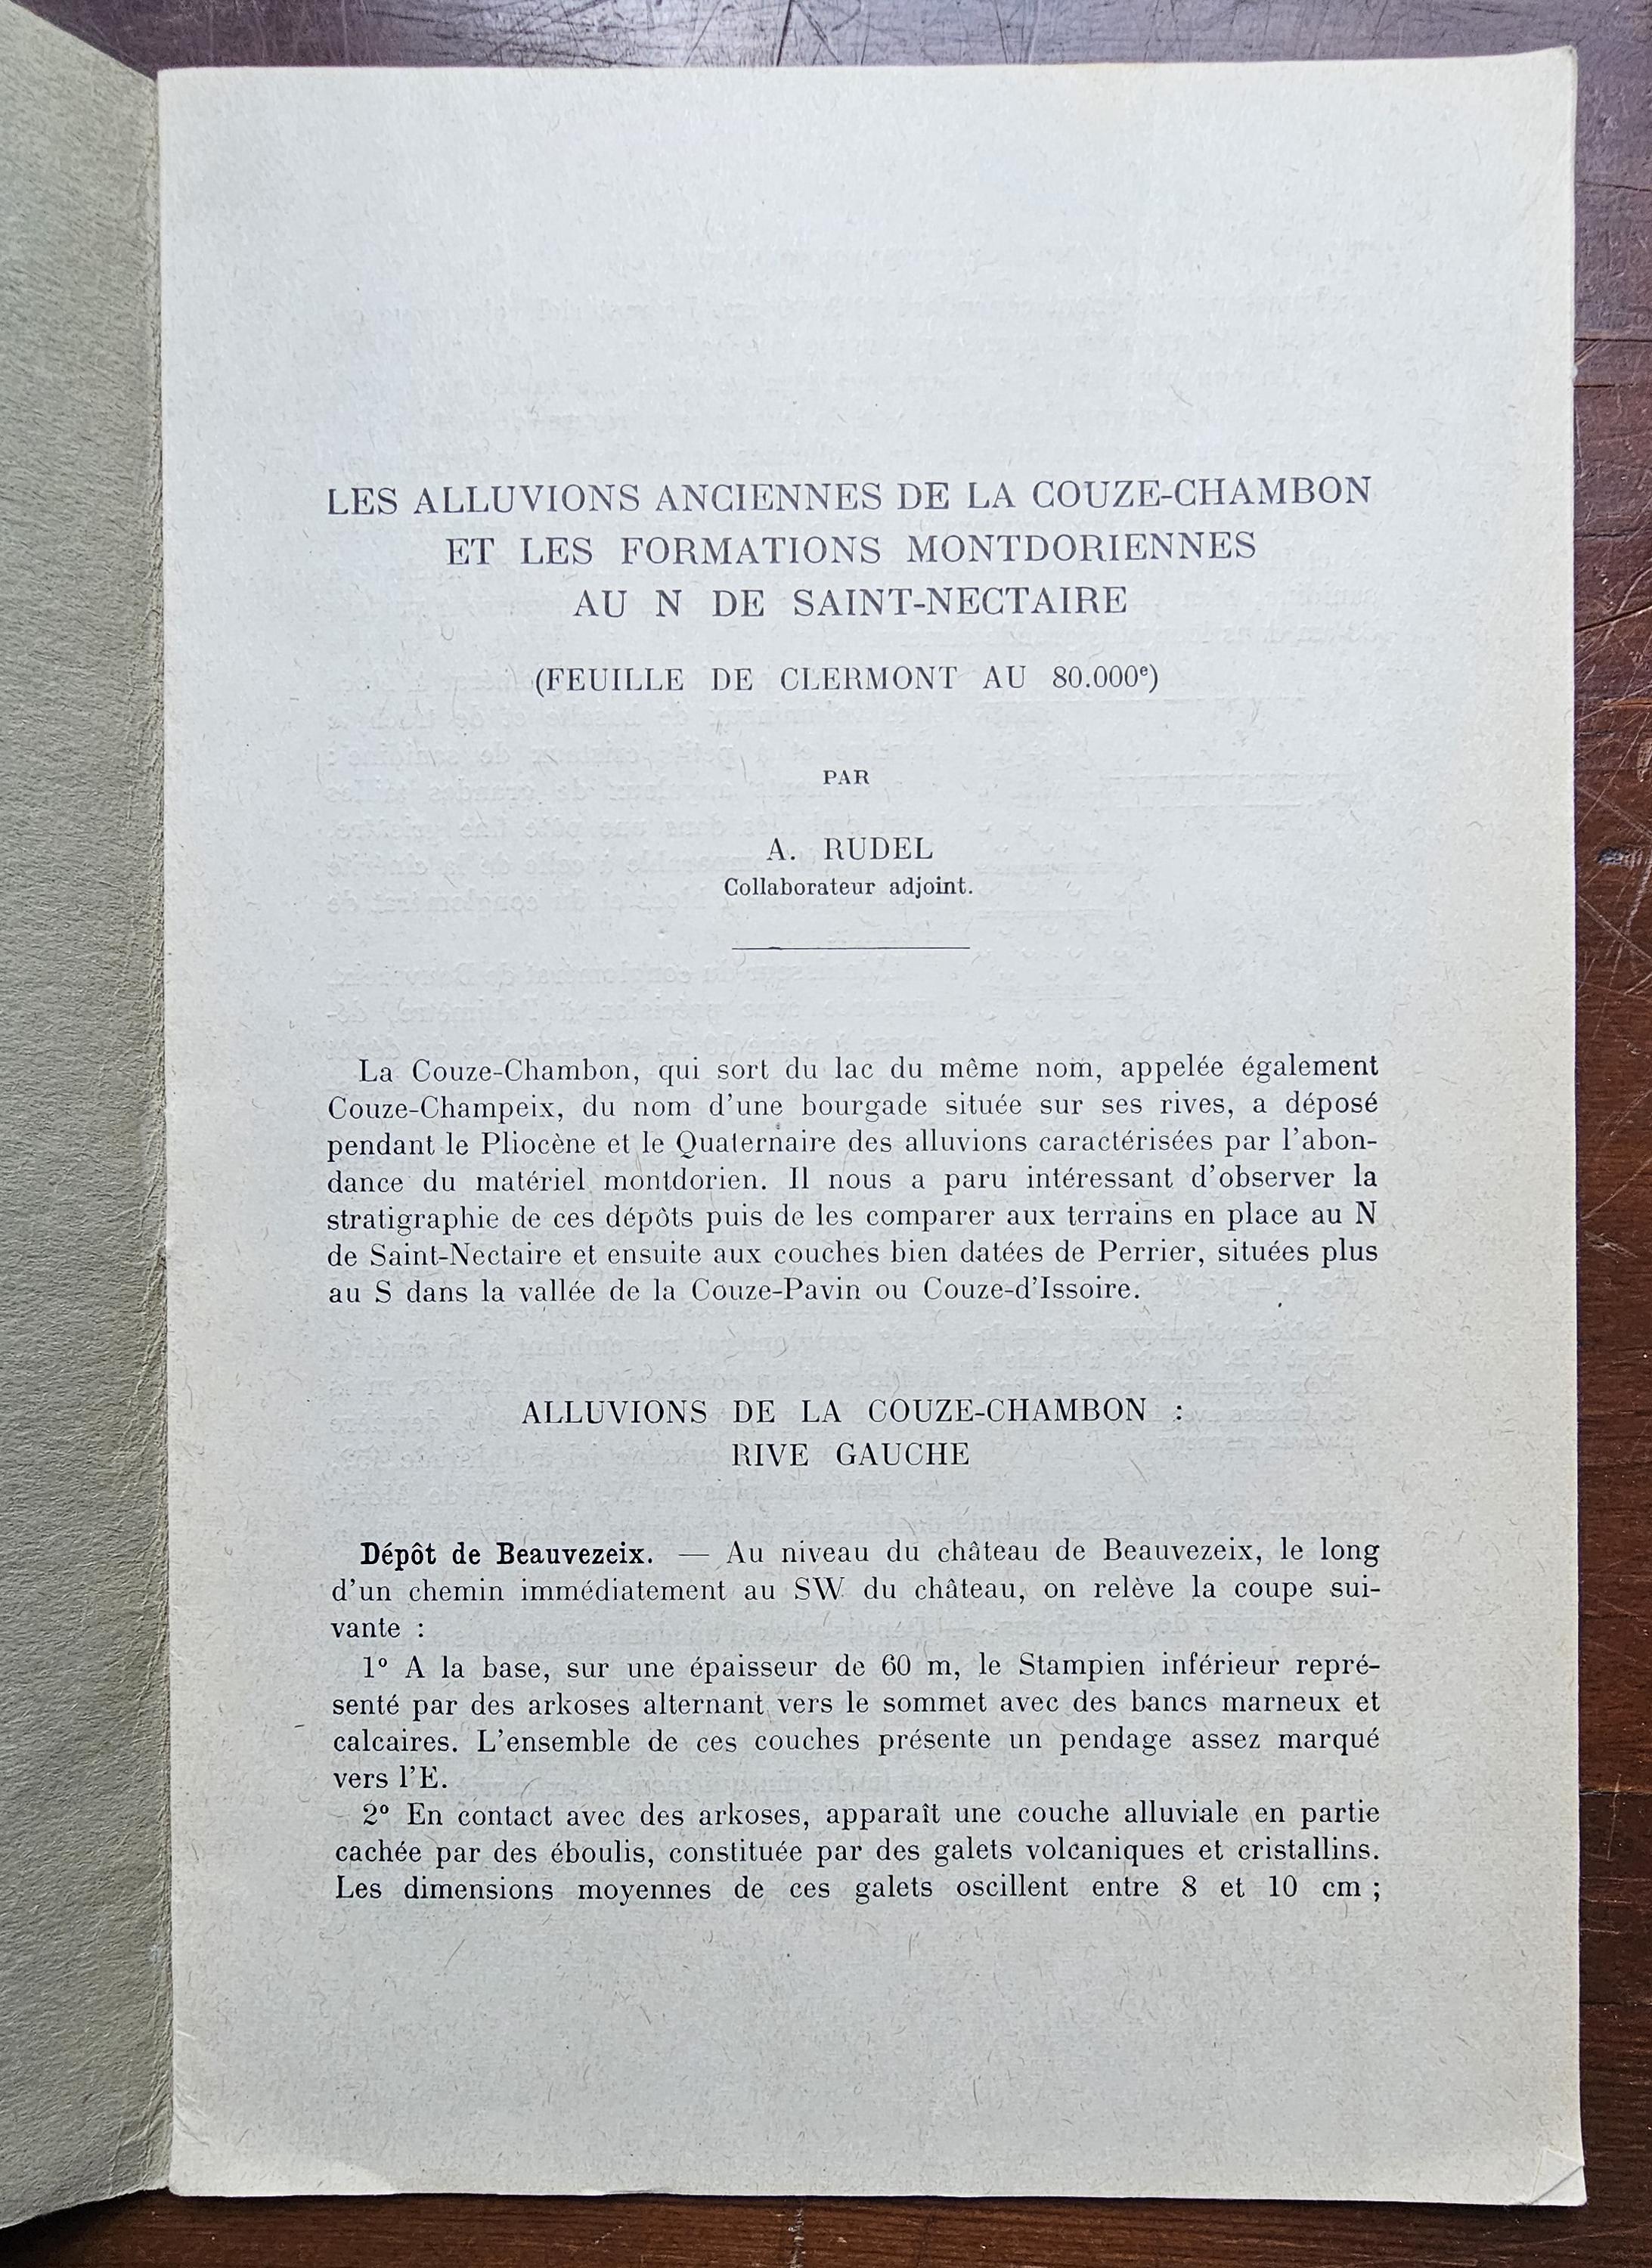 LES ALLUVIONS ANCIENNES DE LA COUZE-CHAMBON
ET LES FORMATIONS MONTDORIENNES
AU N DE SAINT-NECTAIRE
(FEUILLE DE CLERMONT AU 80.000e)
PAR
A. RUDEL
Collaborateur adjoint.
La Couze-Chambon, qui sort du lac du même nom, appelée également
Couze-Champeix, du nom d'une bourgade située sur ses rives, a déposé
pendant le Pliocène et le Quaternaire des alluvions caractérisées par l'abon-
dance du matériel montdorien. Il nous a paru intéressant d'observer la
stratigraphie de ces dépôts puis de les comparer aux terrains en place au N
de Saint-Nectaire et ensuite aux couches bien datées de Perrier, situées plus
au S dans la vallée de la Couze-Pavin ou Couze-d'Issoire.
ALLUVIONS DE LA COUZE-CHAMBON :
RIVE GAUCHE
Dépôt de Beauvezeix. — Au niveau du château de Beauvezeix, le long
d'un chemin immédiatement au SW du château, on relève la coupe sui-
vante :
1° A la base, sur une épaisseur de 60 m, le Stampien inférieur repré-
senté par des arkoses alternant vers le sommet avec des bancs marneux et
calcaires. L'ensemble de ces couches présente un pendage assez marqué
vers l'E.
2° En contact avec des arkoses, apparaît une couche alluviale en partie
cachée par des éboulis, constituée par des galets volcaniques et cristallins.
Les dimensions moyennes de ces galets oscillent entre 8 et 10 cm ;